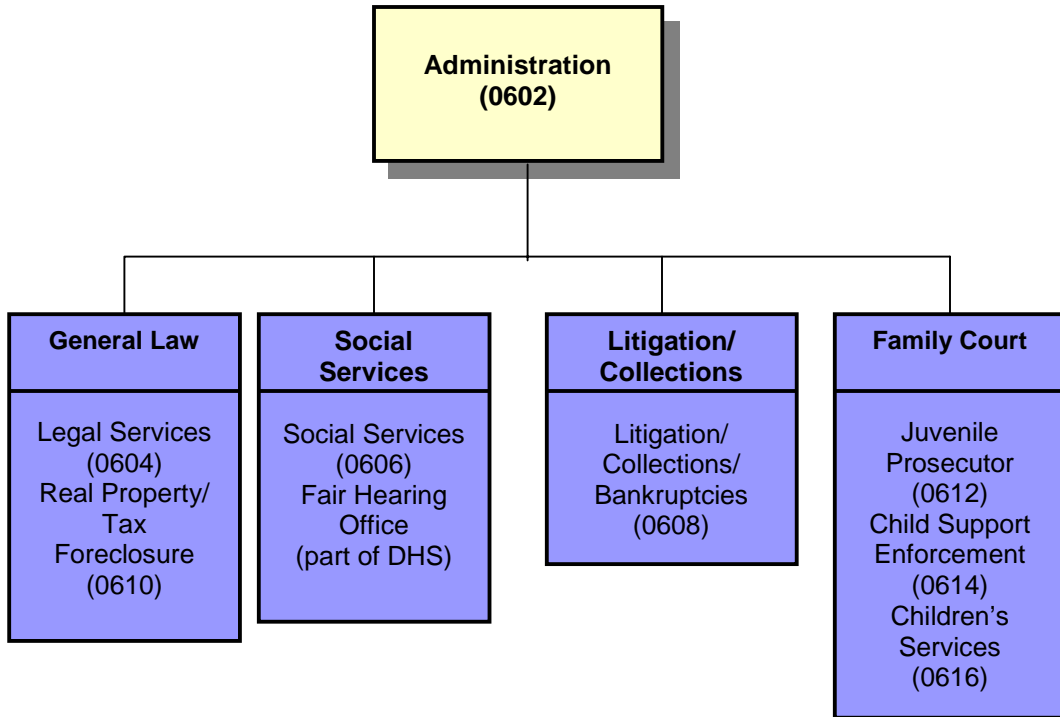 Administration
(0602)
General Law
Legal Services
(0604)
Real Property/
Tax
Foreclosure
(0610)
Social
Services
Social Services
(0606)
Fair Hearing
Office
(part of DHS)
Litigation/
Collections
Litigation/
Collections/
Bankruptcies
(0608)
Family Court
Juvenile
Prosecutor
(0612)
Child Support
Enforcement
(0614)
Children’s
Services
(0616)